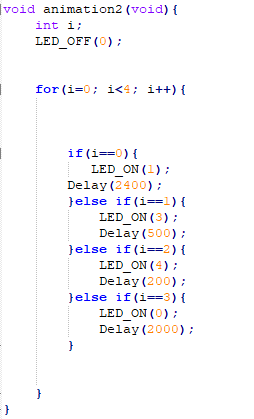 void animation2(void){
    int i;
    LED_OFF(0);
    for(i=0; i<4; i++){
        if(i==0){
           LED_ON(1);
        Delay(2400);
        }else if(i==1){
            LED_ON(3);
            Delay(500);
        }else if(i==2){
            LED_ON(4);
            Delay(200);
        }else if(i==3){
            LED_ON(0);
            Delay(2000);
        }
    }
}